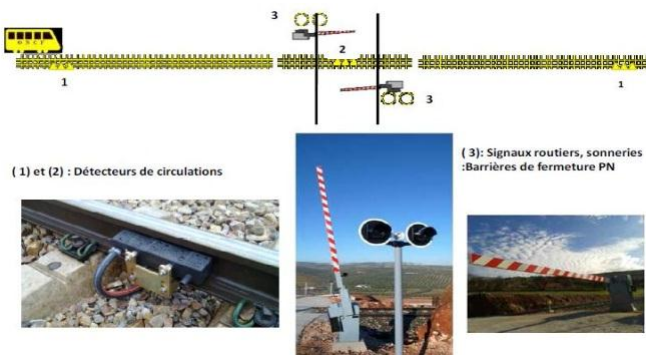 3
2
1
1
3
( 1) et (2) : Détecteurs de circulations
( 3): Signaux routiers, sonneries
:Barrières de fermeture PN